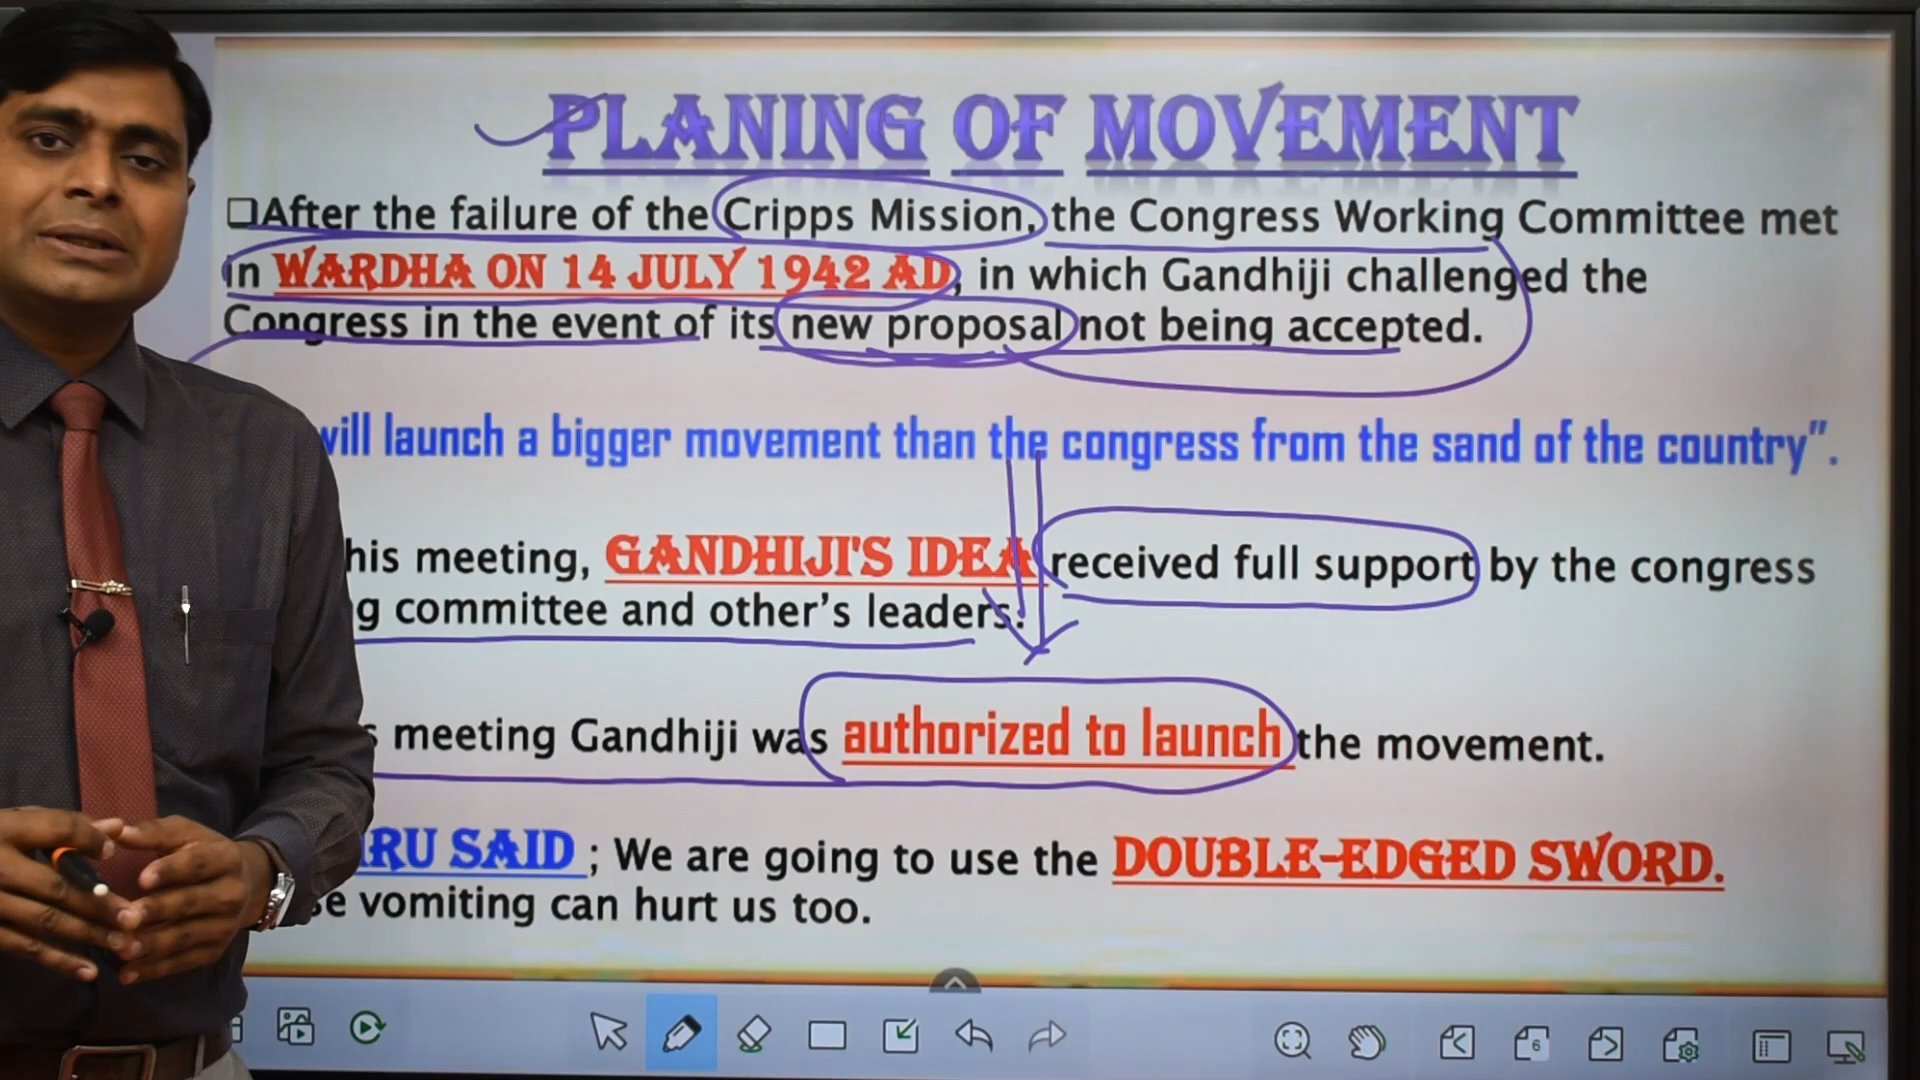 PLANING OF MOVEMENT
❑After the failure of the Cripps Mission, the Congress Working Committee met
in WARDHA ON 14 JULY 1942 AD, in which Gandhiji challenged the
Congress in the event of its new proposal not being accepted.
will launch a bigger movement than the congress from the sand of the country".
his meeting, GANDHIJI'S IDEA received full support by the congress
g committee and other's leaders.
s meeting Gandhiji was authorized to launch the movement.
RU SAID ; We are going to use the DOUBLE-EDGED SWORD.
se vomiting can hurt us too.
6